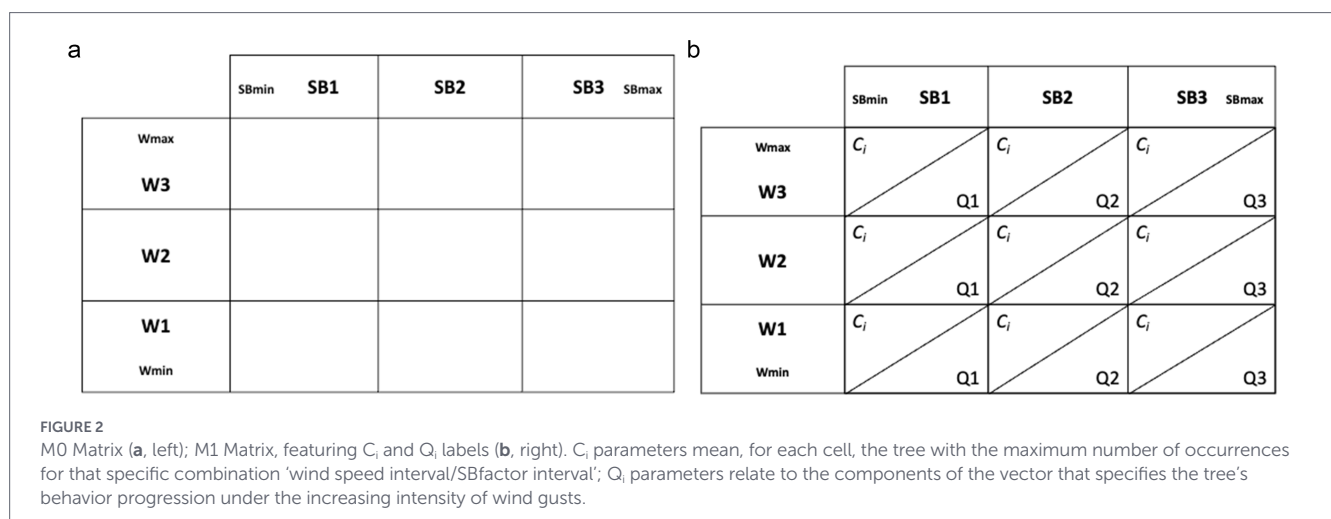 a
SBmin SB1 SB2 SB3 SBmax
Wmax
W3
W2
W1
Wmin
b
SBmin SB1 SB2 SB3 SBmax
Wmax
W3
Ci Ci Ci
Q1 Q2 Q3
W2
Ci Ci Ci
Q1 Q2 Q3
W1
Wmin
Ci Ci Ci
Q1 Q2 Q3
FIGURE 2
M0 Matrix (a, left); M1 Matrix, featuring Ci and Qi labels (b, right). Ci parameters mean, for each cell, the tree with the maximum number of occurrences
for that specific combination ‘wind speed interval/SBfactor interval’; Qi parameters relate to the components of the vector that specifies the tree’s
behavior progression under the increasing intensity of wind gusts.